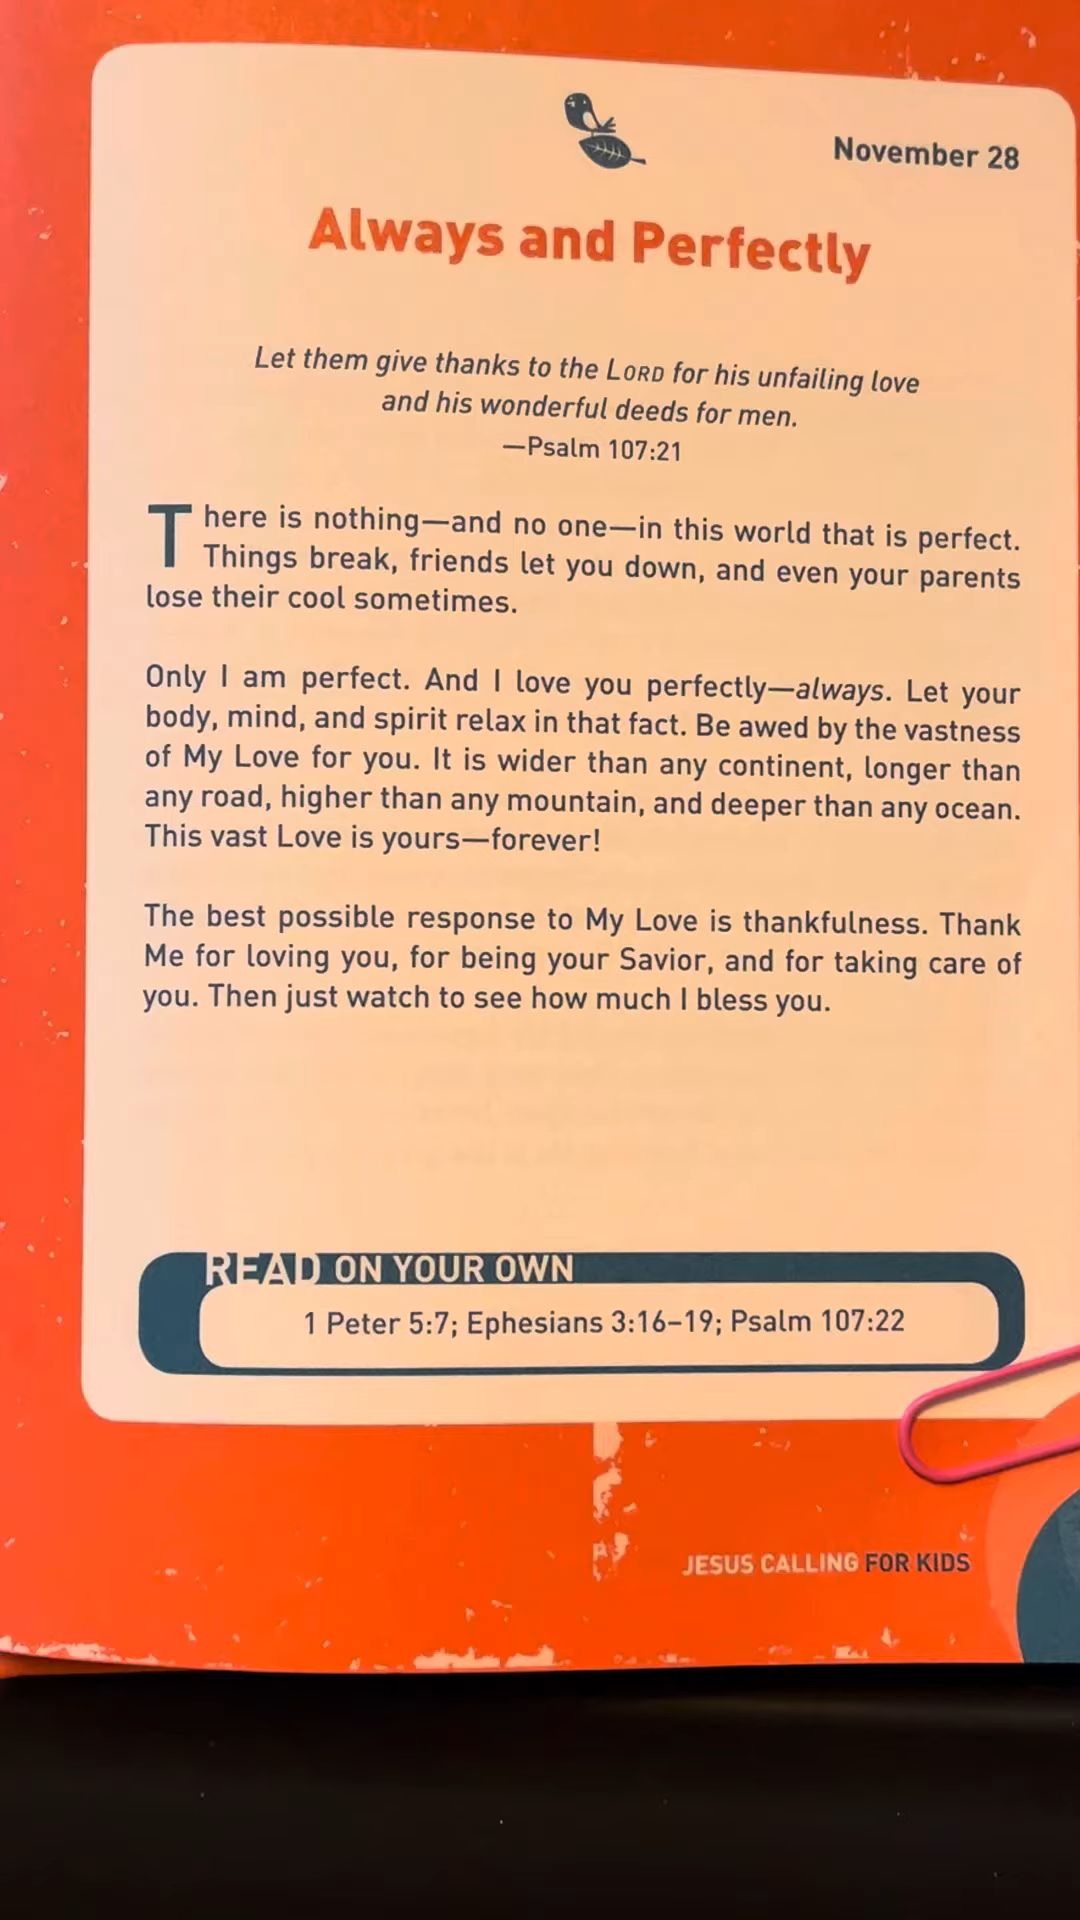 November 28
Always and Perfectly
Let them give thanks to the LORD for his unfailing love
and his wonderful deeds for men.
—Psalm 107:21
There is nothing—and no one—in this world that is perfect.
Things break, friends let you down, and even your parents
lose their cool sometimes.
Only I am perfect. And I love you perfectly—always. Let your
body, mind, and spirit relax in that fact. Be awed by the vastness
of My Love for you. It is wider than any continent, longer than
any road, higher than any mountain, and deeper than any ocean.
This vast Love is yours—forever!
The best possible response to My Love is thankfulness. Thank
Me for loving you, for being your Savior, and for taking care of
you. Then just watch to see how much I bless you.
READ ON YOUR OWN
1 Peter 5:7; Ephesians 3:16–19; Psalm 107:22
JESUS CALLING FOR KIDS